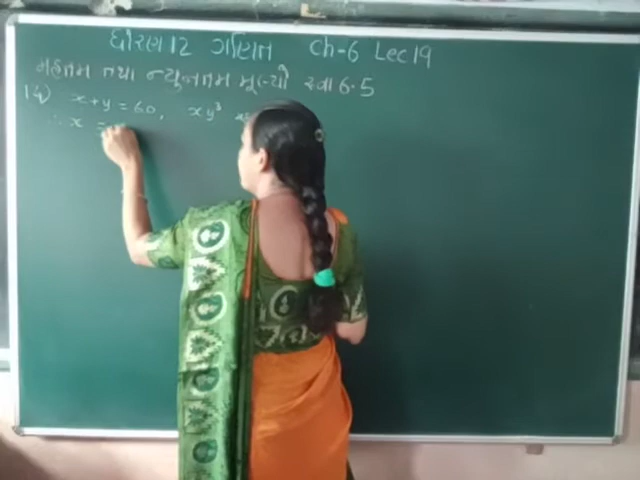 ધોરણ 12 ગણિત Ch-6 Lec 19
મહત્તમ તથા ન્યુનતમ મૂલ્યો સ્વા 6.5
14) x+y = 60, xy³
∴ x =